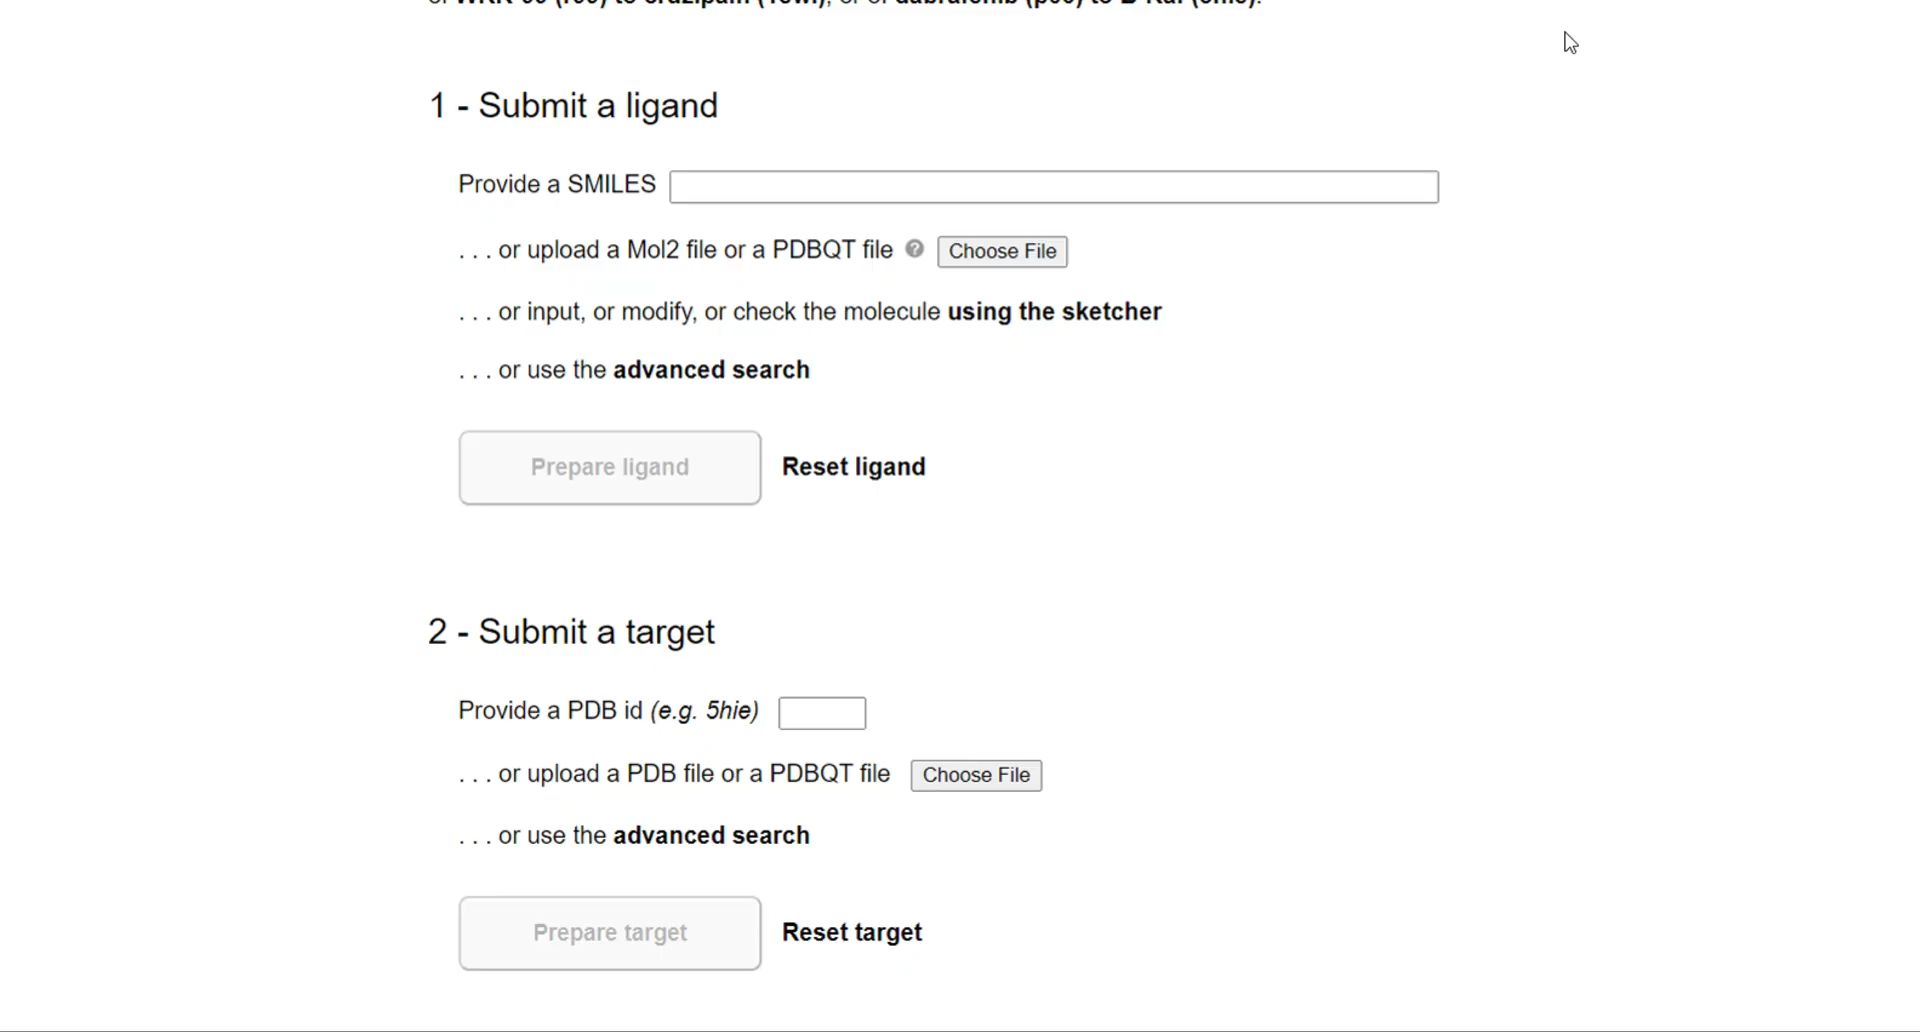 1 - Submit a ligand
Provide a SMILES
. . . or upload a Mol2 file or a PDBQT file ? Choose File
. . . or input, or modify, or check the molecule using the sketcher
. . . or use the advanced search
Prepare ligand Reset ligand
2 - Submit a target
Provide a PDB id (e.g. 5hie)
. . . or upload a PDB file or a PDBQT file Choose File
. . . or use the advanced search
Prepare target Reset target